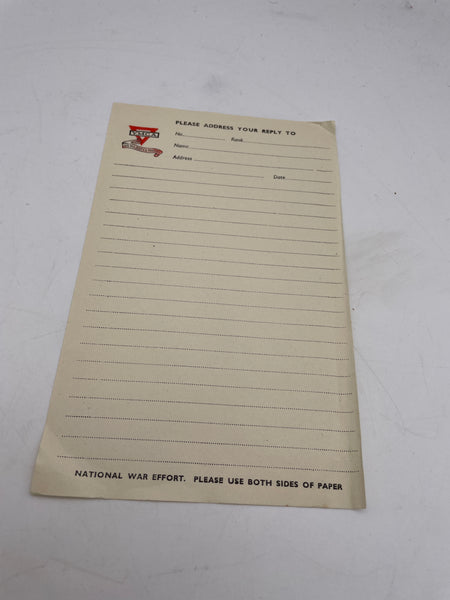 PLEASE ADDRESS YOUR REPLY TO
Y.M.C.A.
No. Rank
Name
Address
Date
NATIONAL WAR EFFORT. PLEASE USE BOTH SIDES OF PAPER